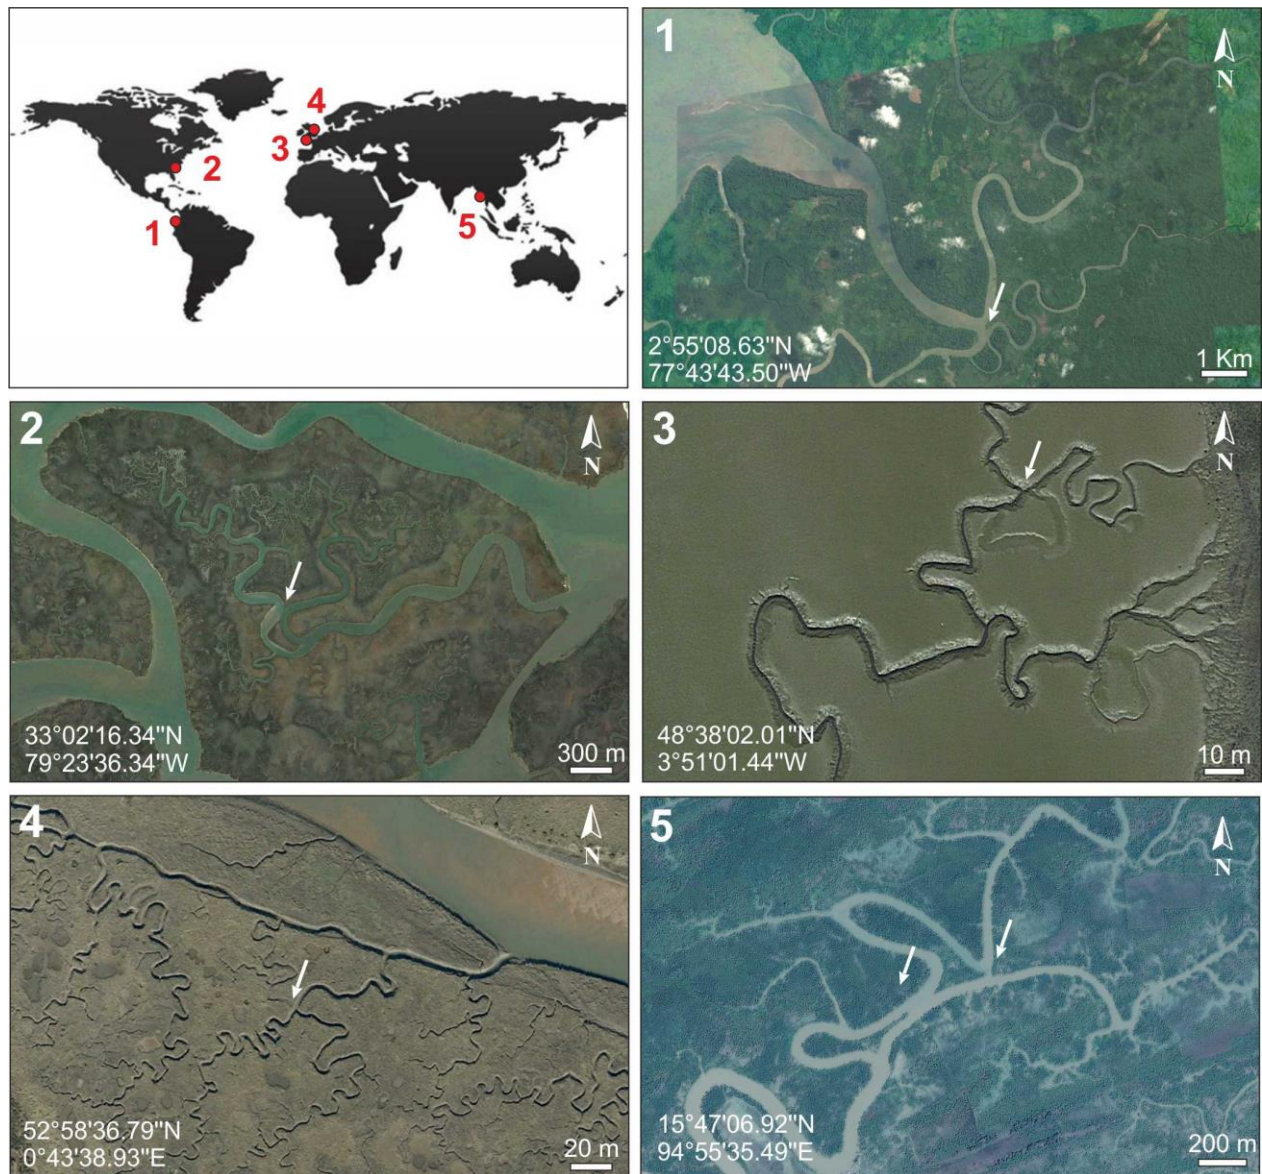 4
3
2
1
5
1
N
2°55'08.63"N
77°43'43.50"W
1 Km
2
N
33°02'16.34"N
79°23'36.34"W
300 m
3
N
48°38'02.01"N
3°51'01.44"W
10 m
4
N
52°58'36.79"N
0°43'38.93"E
20 m
5
N
15°47'06.92"N
94°55'35.49"E
200 m